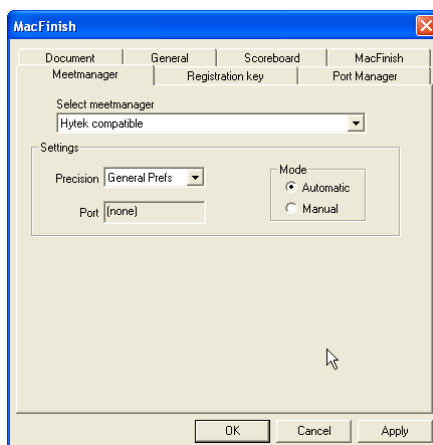 MacFinish
Document General Scoreboard MacFinish
Meetmanager Registration key Port Manager
Select meetmanager
Hytek compatible
Settings
Precision General Prefs
Mode
Automatic
Port (none)
Manual
OK Cancel Apply